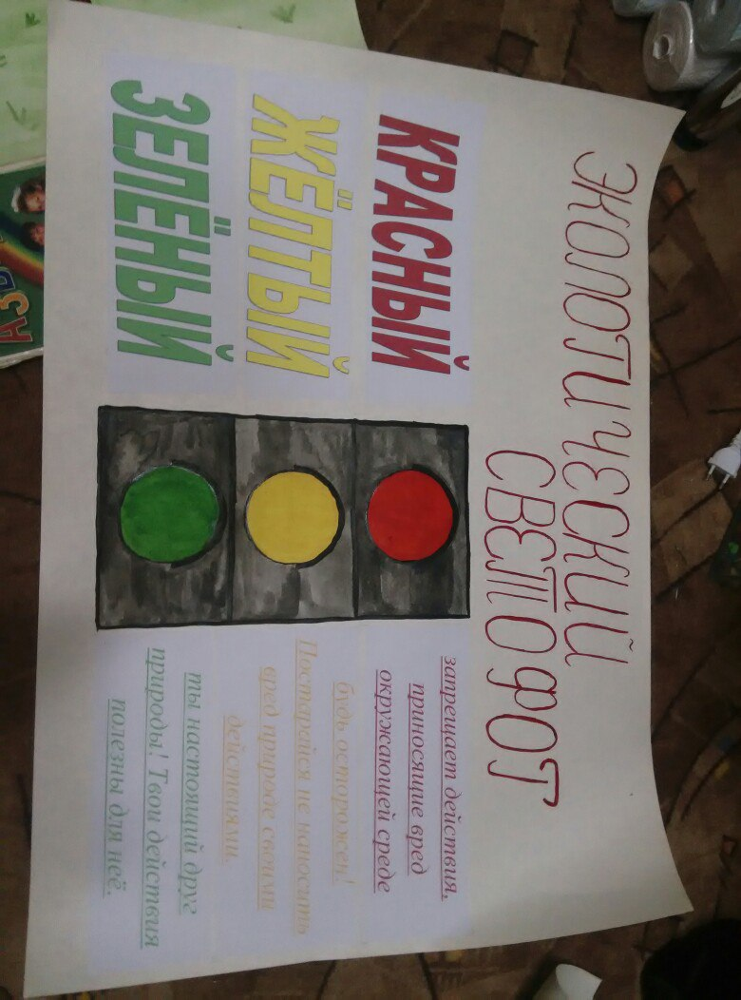 ЭКОЛОГИЧЕСКИЙ
СВЕТОФОР
КРАСНЫЙ
запрещает действия,
приносящие вред
окружающей среде
ЖЁЛТЫЙ
будь осторожен!
Постарайся не наносить
вред природе своими
действиями.
ЗЕЛЁНЫЙ
ты настоящий друг
природы! Твои действия
полезны для неё.
АЗБ